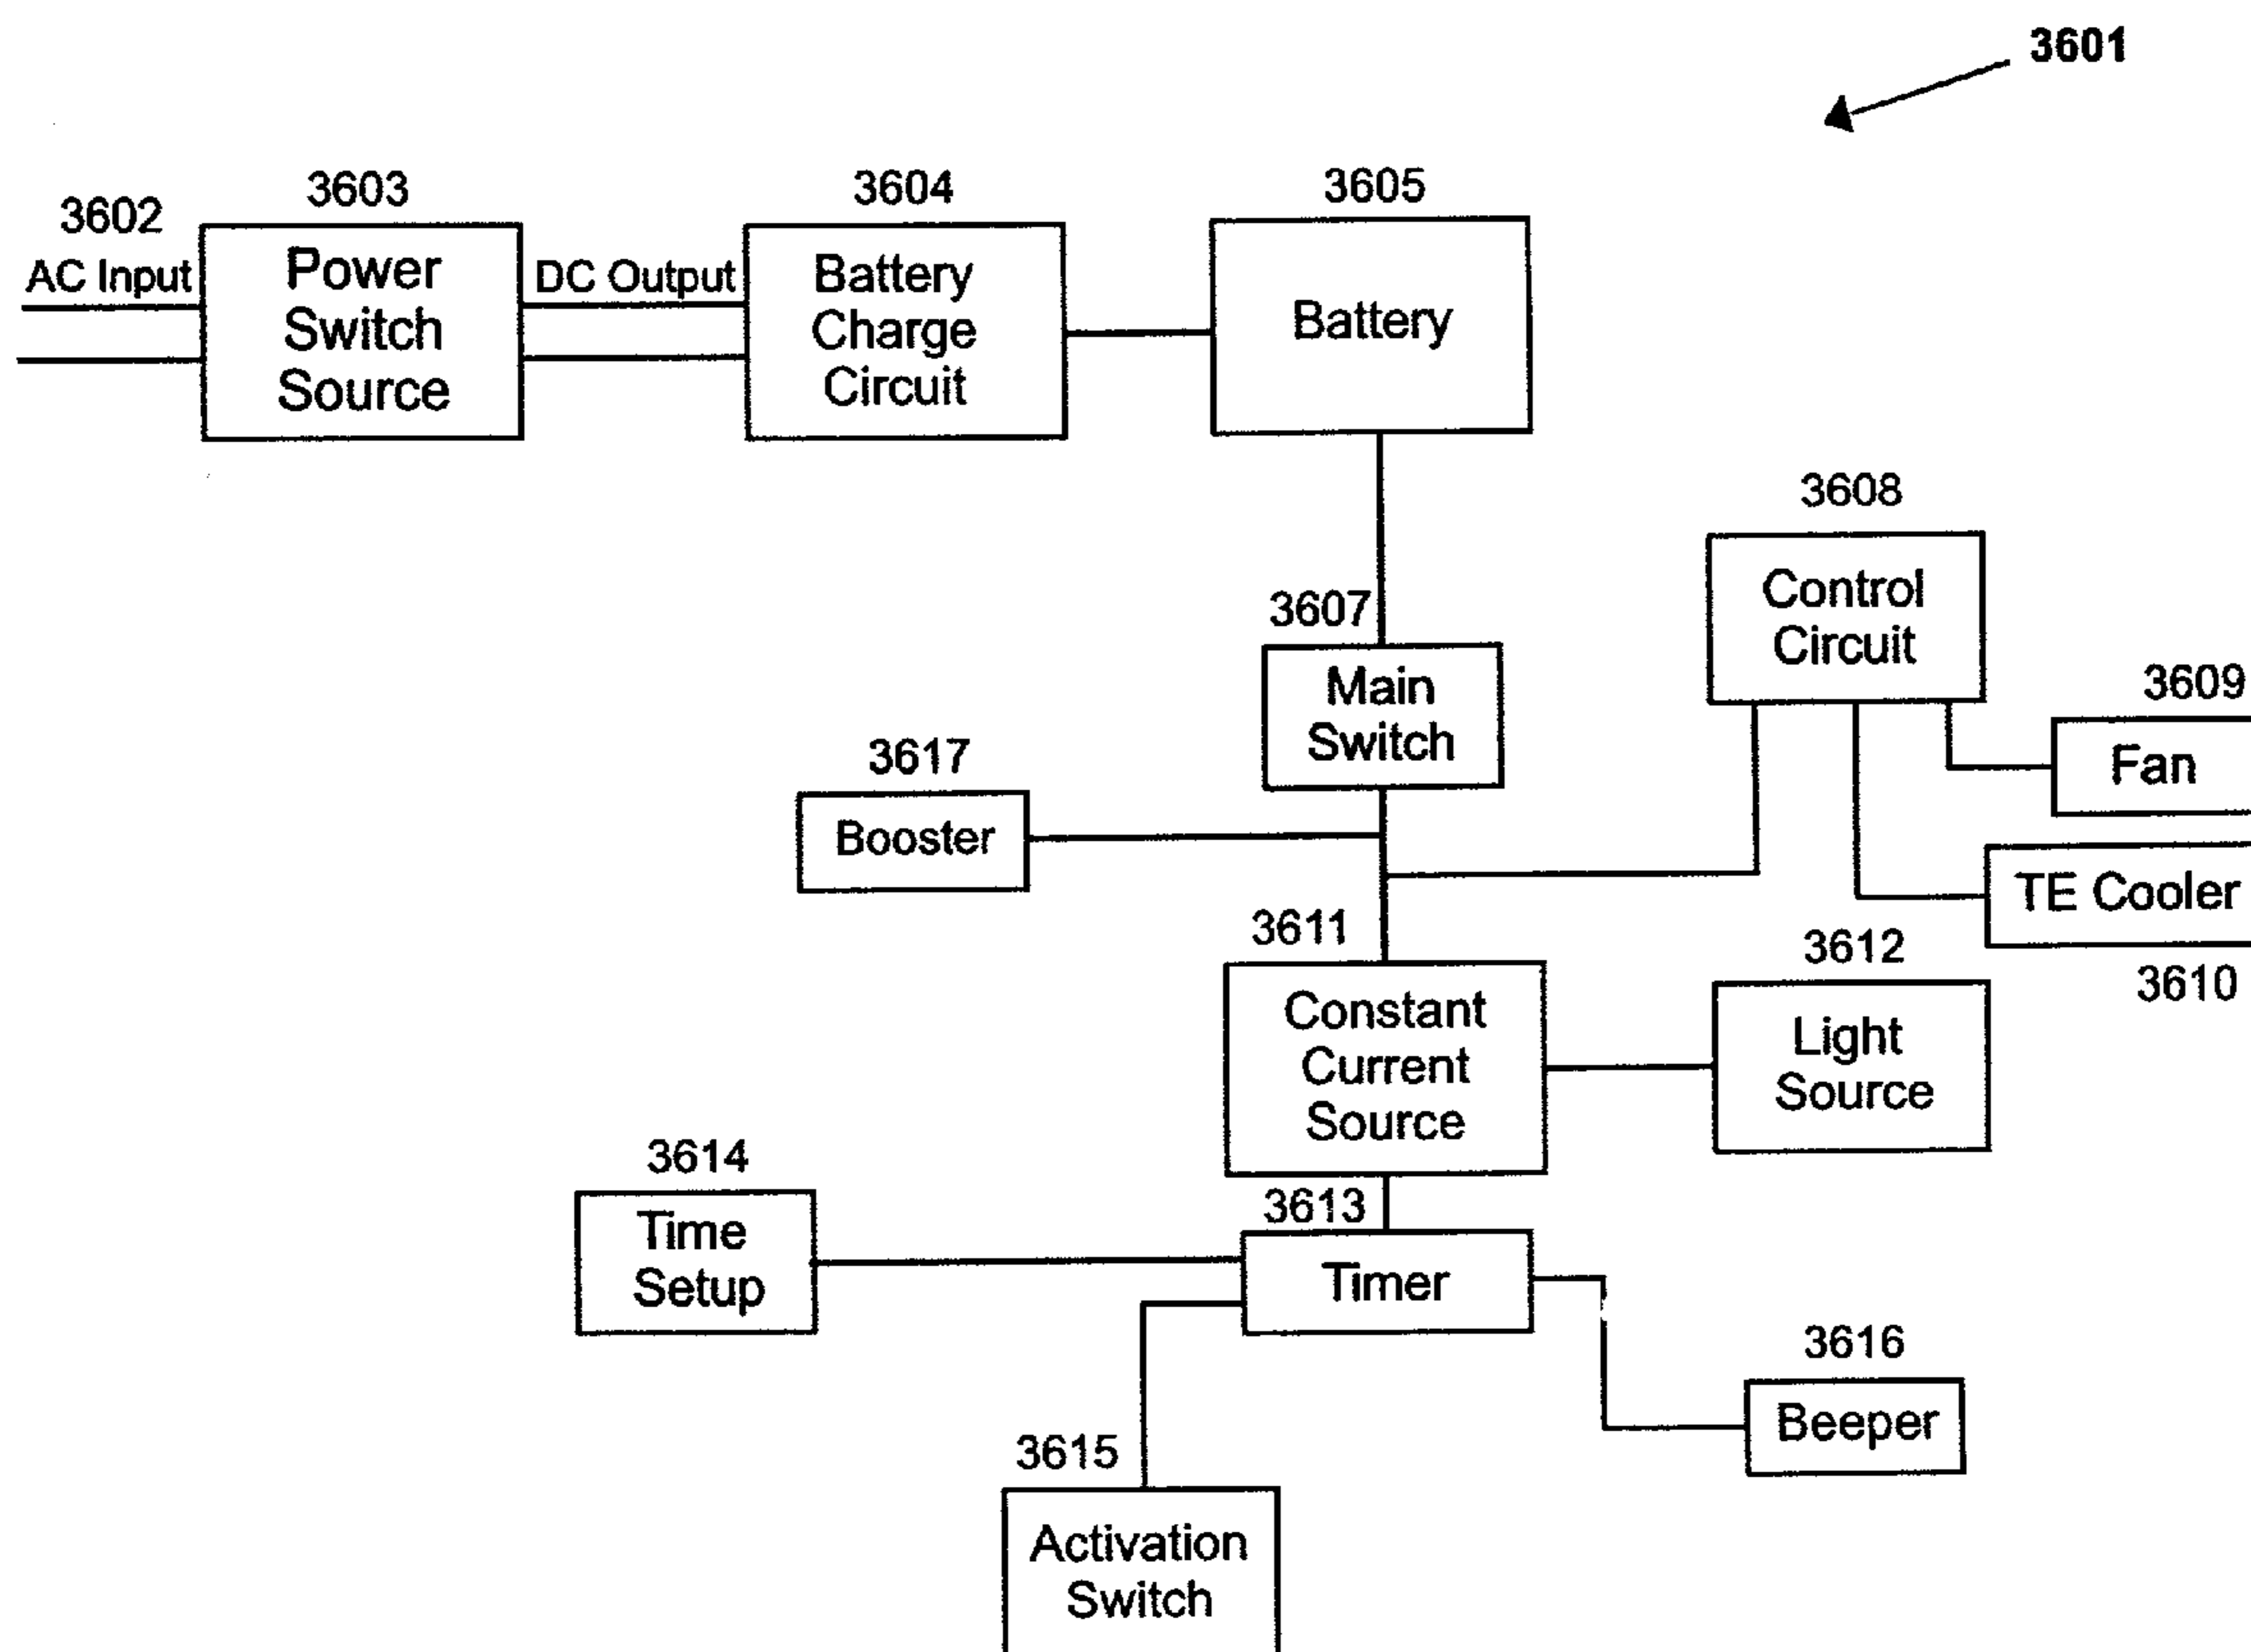 3601
3602
AC Input
3603
Power
Switch
Source
DC Output
3604
Battery
Charge
Circuit
3605
Battery
3607
Main
Switch
3608
Control
Circuit
3609
Fan
TE Cooler
3610
3617
Booster
3611
Constant
Current
Source
3612
Light
Source
3613
Timer
3614
Time
Setup
3615
Activation
Switch
3616
Beeper